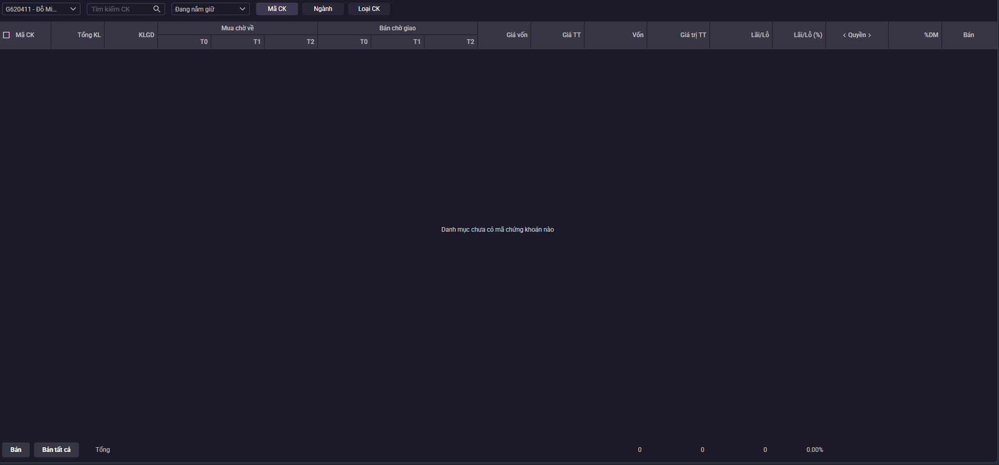 G620411 - Đỗ Mi...
Tìm kiếm CK
Đang nắm giữ
Mã CK
Ngành
Loại CK
Mã CK
Tổng KL
KLGD
Mua chờ về
T0
T1
T2
Bán chờ giao
T0
T1
T2
Giá vốn
Giá TT
Vốn
Giá trị TT
Lãi/Lỗ
Lãi/Lỗ (%)
Quyền
%DM
Bán
Danh mục chưa có mã chứng khoán nào
Bán
Bán tất cả
Tổng
0
0
0
0.00%